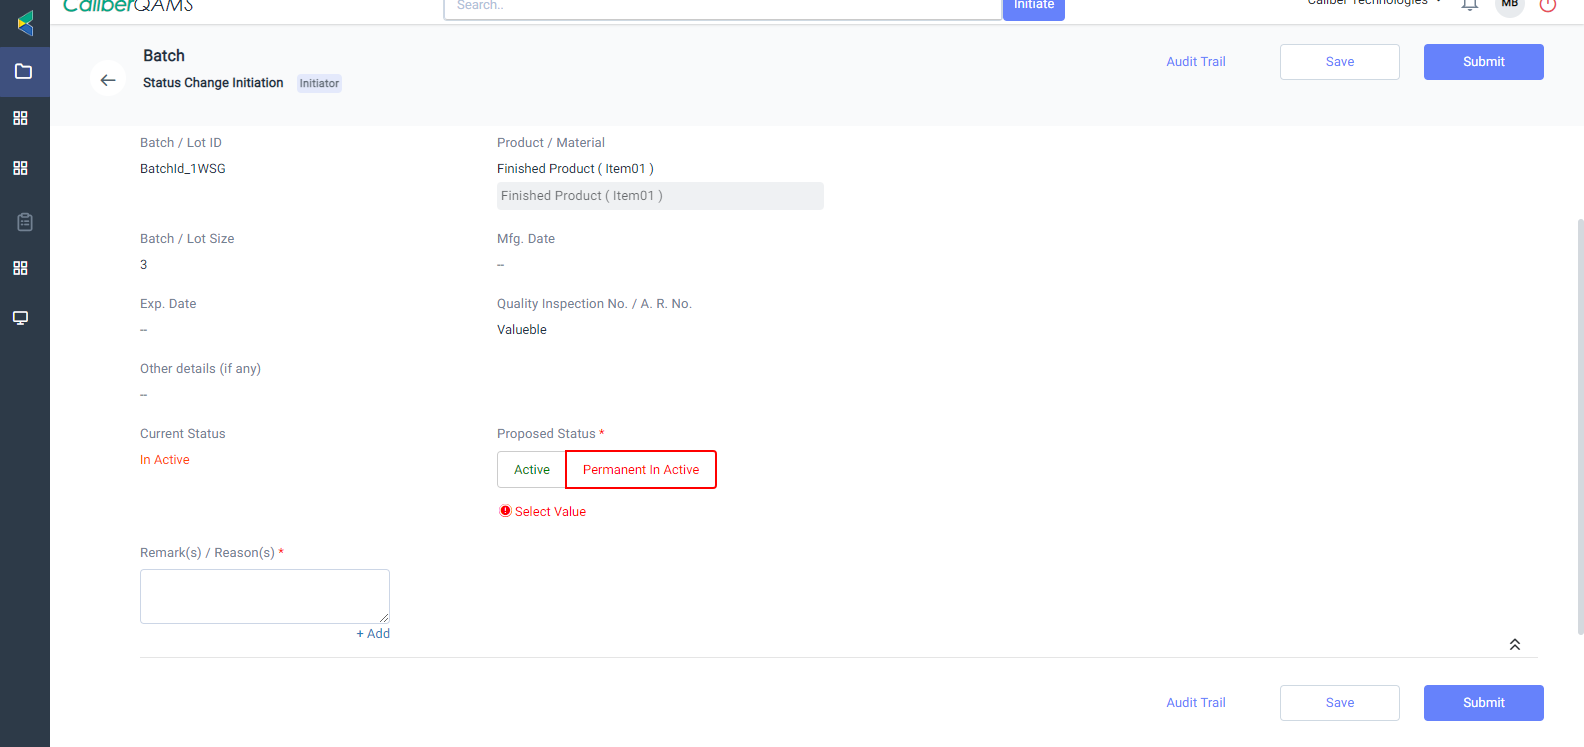 CaliberQAMS
Search..
Initiate
Caliber Technologies
MB
Batch
Status Change Initiation
Initiator
Audit Trail
Save
Submit
Batch / Lot ID
Product / Material
BatchId_1WSG
Finished Product ( Item01 )
Finished Product ( Item01 )
Batch / Lot Size
Mfg. Date
3
--
Exp. Date
Quality Inspection No. / A. R. No.
--
Valueble
Other details (if any)
--
Current Status
Proposed Status *
In Active
Active
Permanent In Active
Select Value
Remark(s) / Reason(s) *
+ Add
Audit Trail
Save
Submit